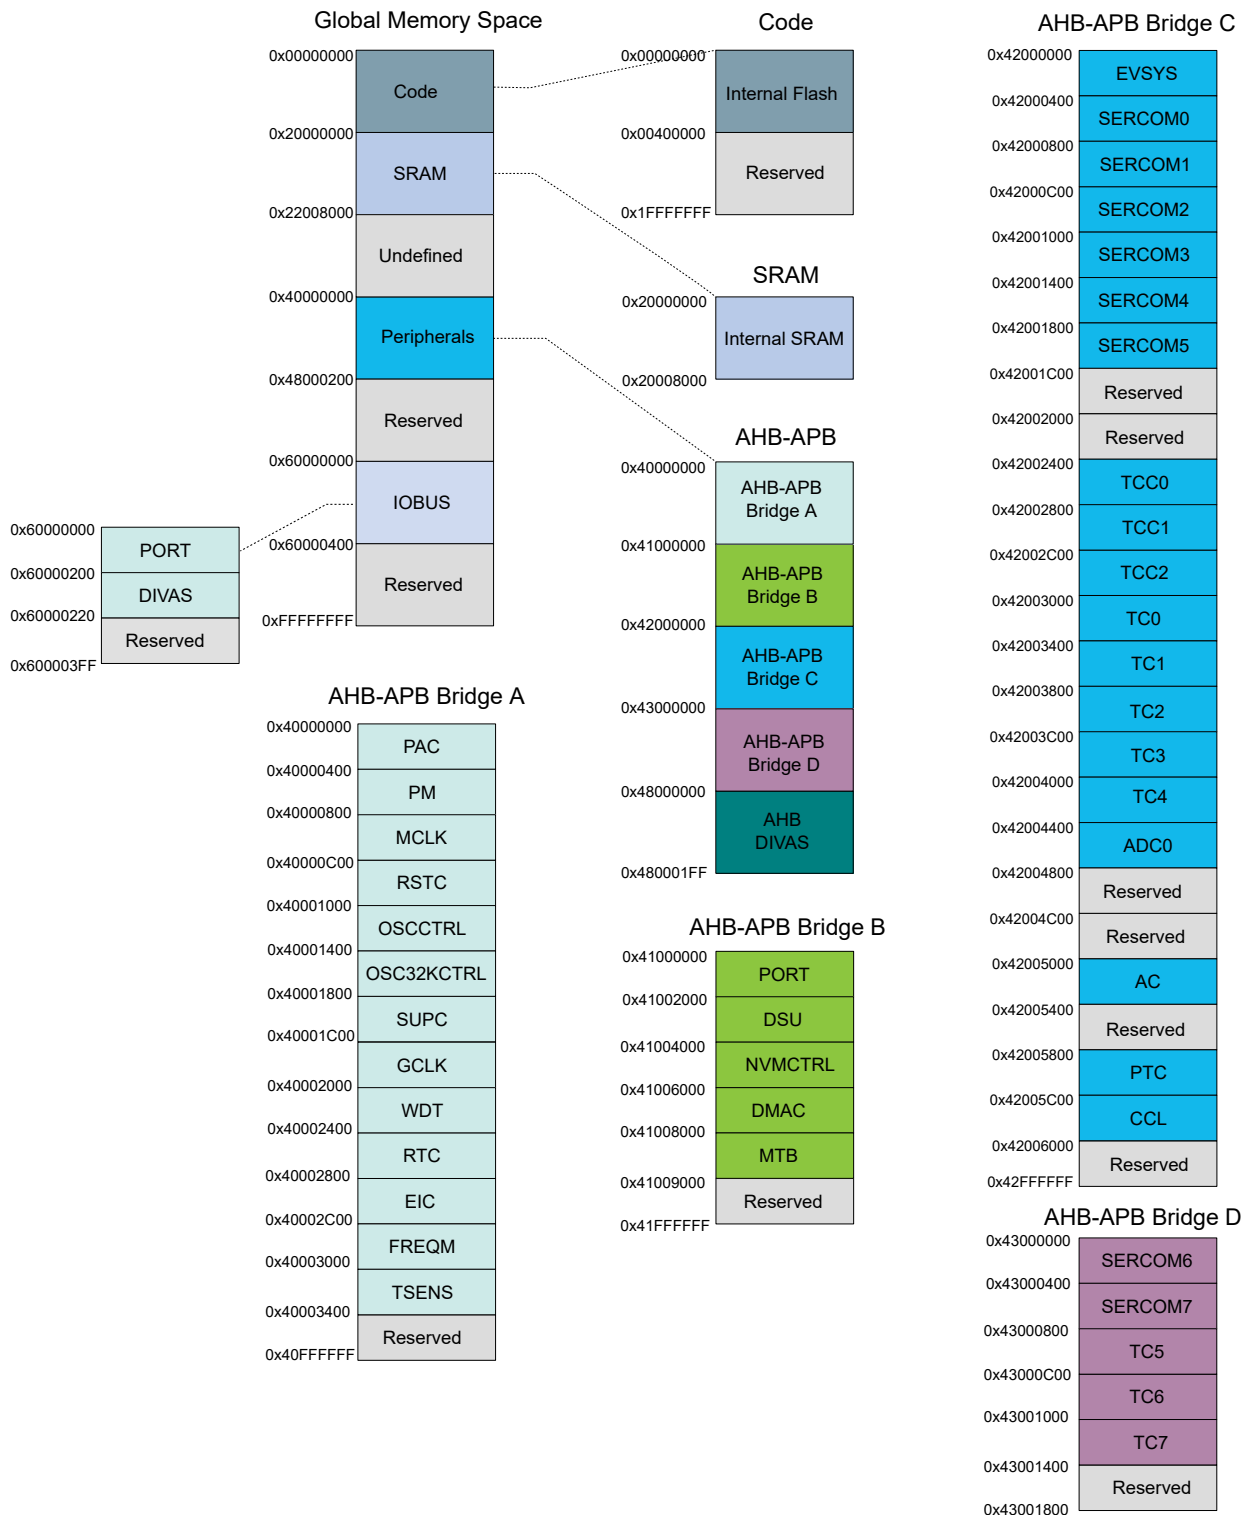 Global Memory Space
0x00000000
Code
0x20000000
SRAM
0x22008000
Undefined
0x40000000
Peripherals
0x48000200
Reserved
0x60000000
IOBUS
0x60000400
Reserved
0xFFFFFFFF
0x60000000
PORT
0x60000200
DIVAS
0x60000220
Reserved
0x600003FF
Code
0x00000000
Internal Flash
0x00400000
Reserved
0x1FFFFFFF
SRAM
0x20000000
Internal SRAM
0x20008000
AHB-APB
0x40000000
AHB-APB
Bridge A
0x41000000
AHB-APB
Bridge B
0x42000000
AHB-APB
Bridge C
0x43000000
AHB-APB
Bridge D
0x48000000
AHB
DIVAS
0x480001FF
AHB-APB Bridge A
0x40000000
PAC
0x40000400
PM
0x40000800
MCLK
0x40000C00
RSTC
0x40001000
OSCCTRL
0x40001400
OSC32KCTRL
0x40001800
SUPC
0x40001C00
GCLK
0x40002000
WDT
0x40002400
RTC
0x40002800
EIC
0x40002C00
FREQM
0x40003000
TSENS
0x40003400
Reserved
0x40FFFFFF
AHB-APB Bridge B
0x41000000
PORT
0x41002000
DSU
0x41004000
NVMCTRL
0x41006000
DMAC
0x41008000
MTB
0x41009000
Reserved
0x41FFFFFF
AHB-APB Bridge C
0x42000000
EVSYS
0x42000400
SERCOM0
0x42000800
SERCOM1
0x42000C00
SERCOM2
0x42001000
SERCOM3
0x42001400
SERCOM4
0x42001800
SERCOM5
0x42001C00
Reserved
0x42002000
Reserved
0x42002400
TCC0
0x42002800
TCC1
0x42002C00
TCC2
0x42003000
TC0
0x42003400
TC1
0x42003800
TC2
0x42003C00
TC3
0x42004000
TC4
0x42004400
ADC0
0x42004800
Reserved
0x42004C00
Reserved
0x42005000
AC
0x42005400
Reserved
0x42005800
PTC
0x42005C00
CCL
0x42006000
Reserved
0x42FFFFFF
AHB-APB Bridge D
0x43000000
SERCOM6
0x43000400
SERCOM7
0x43000800
TC5
0x43000C00
TC6
0x43001000
TC7
0x43001400
Reserved
0x43001800